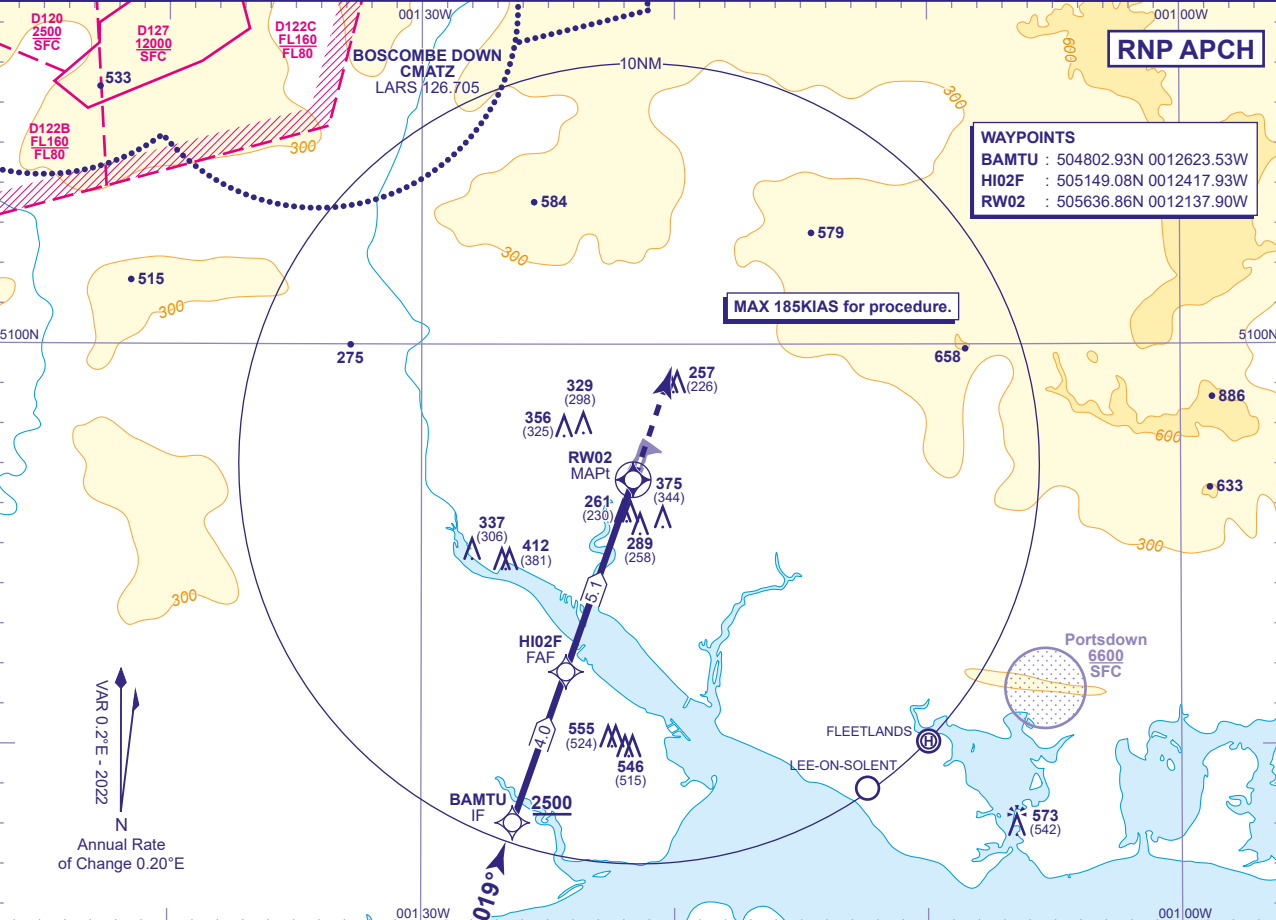 001:30W
001:00W
D120
2500
SFC
D127
12000
SFC
D122C
FL160
FL80
533
BOSCOMBE DOWN
CMATZ
LARS 126.705
10NM
600
RNP APCH
300
D122B
FL160
FL80
300
WAYPOINTS
BAMTU : 504802.93N 0012623.53W
HI02F : 505149.08N 0012417.93W
RW02 : 505636.86N 0012137.90W
584
579
300
515
300
MAX 185KIAS for procedure.
5100N
5100N
275
658
257
(226)
329
(298)
356
(325)
886
600
RW02
MAPt
375
(344)
261
(230)
633
337
(306)
412
(381)
289
(258)
300
300
5.1
HI02F
FAF
Portsdown
6600
SFC
VAR 0.2°E - 2022
4.0
555
(524)
546
(515)
FLEETLANDS
H
LEE-ON-SOLENT
BAMTU
IF
2500
573
(542)
N
Annual Rate
of Change 0.20°E
019°
001:30W
001:00W